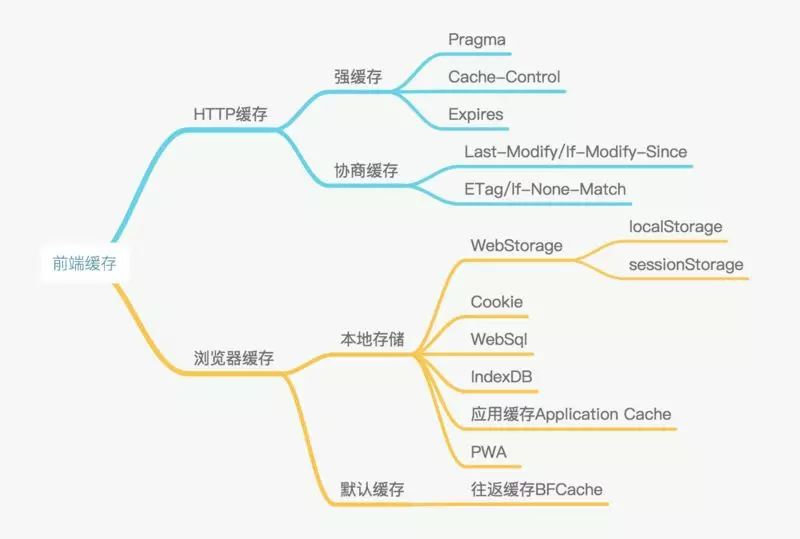 前端缓存
HTTP缓存
强缓存
Pragma
Cache-Control
Expires
协商缓存
Last-Modify/If-Modify-Since
ETag/If-None-Match
浏览器缓存
本地存储
WebStorage
localStorage
sessionStorage
Cookie
WebSql
IndexDB
应用缓存Application Cache
PWA
默认缓存
往返缓存BFCache